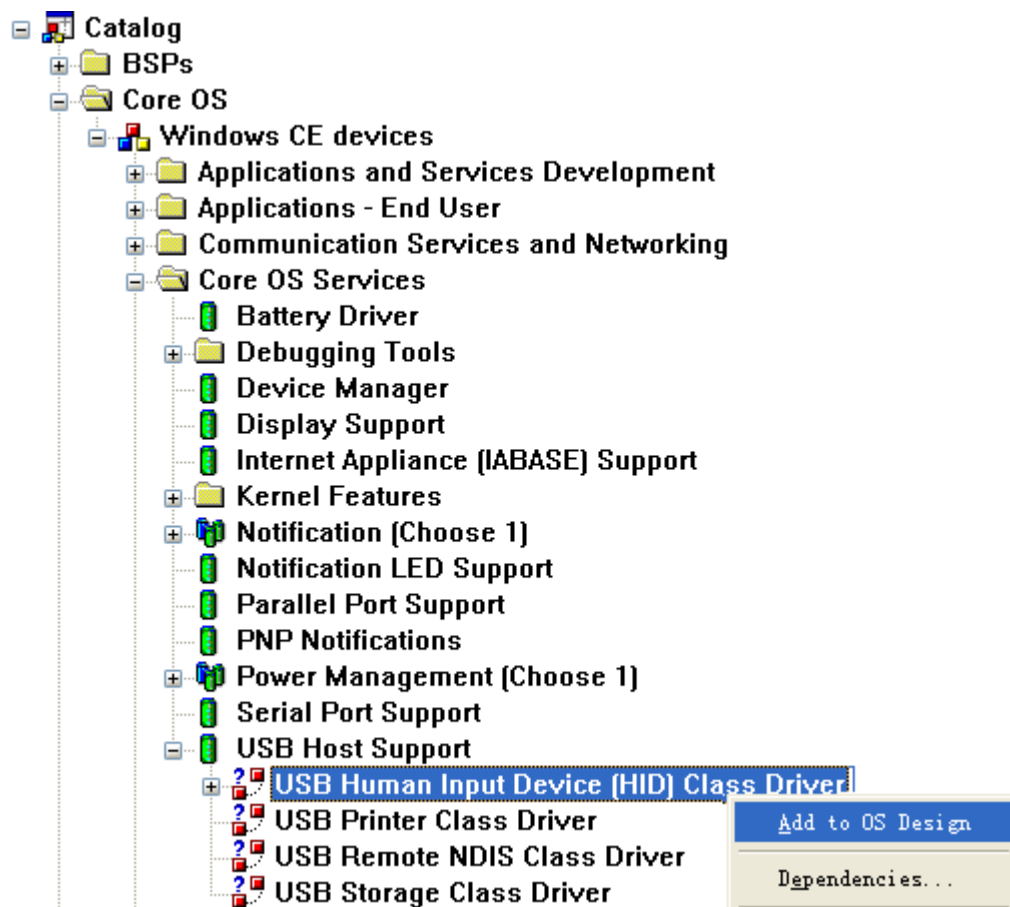 Catalog
BSPs
Core OS
Windows CE devices
Applications and Services Development
Applications - End User
Communication Services and Networking
Core OS Services
Battery Driver
Debugging Tools
Device Manager
Display Support
Internet Appliance (IABASE) Support
Kernel Features
Notification (Choose 1)
Notification LED Support
Parallel Port Support
PNP Notifications
Power Management (Choose 1)
Serial Port Support
USB Host Support
USB Human Input Device (HID) Class Driver
USB Printer Class Driver
Add to OS Design
USB Remote NDIS Class Driver
USB Storage Class Driver
Dependencies...